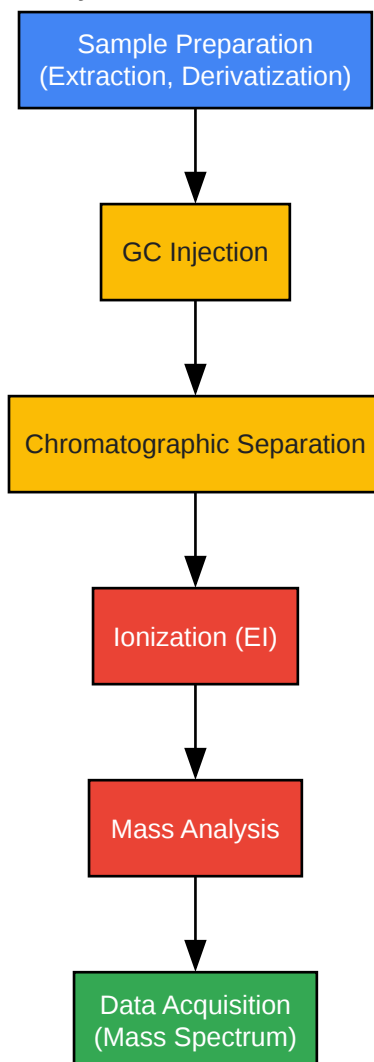 Sample Preparation
(Extraction, Derivatization)
GC Injection
Chromatographic Separation
Ionization (EI)
Mass Analysis
Data Acquisition
(Mass Spectrum)